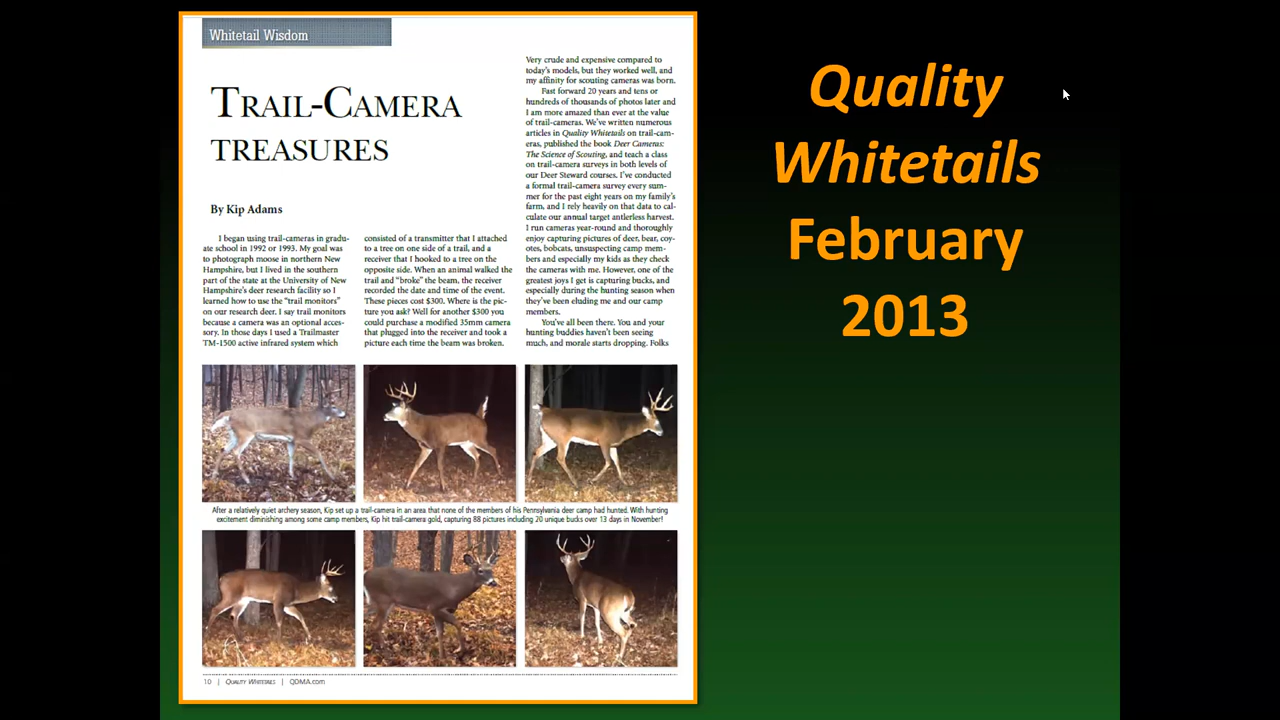 Whitetail Wisdom
TRAIL-CAMERA
TREASURES
By Kip Adams
I began using trail-cameras in gradu-
ate school in 1992 or 1993. My goal was
to photograph moose in northern New
Hampshire, but I lived in the southern
part of the state at the University of New
Hampshire's deer research facility so I
learned how to use the "trail monitors"
on our research deer. I say trail monitors
because a camera was an optional acces-
sory. In those days I used a Trailmaster
TM-1500 active infrared system which
consisted of a transmitter that I attached
to a tree on one side of a trail, and a
receiver that I hooked to a tree on the
opposite side. When an animal walked the
trail and "broke" the beam, the receiver
recorded the date and time of the event.
These pieces cost $300. Where is the pic-
ture you ask? Well for another $300 you
could purchase a modified 35mm camera
that plugged into the receiver and took a
picture each time the beam was broken.
Very crude and expensive compared to
today's models, but they worked well, and
my affinity for scouting cameras was born.
Fast forward 20 years and tens or
hundreds of thousands of photos later and
I am more amazed than ever at the value
of trail-cameras. We've written numerous
articles in Quality Whitetails on trail-cam-
eras, published the book Deer Cameras:
The Science of Scouting, and teach a class
on trail-camera surveys in both levels of
our Deer Steward courses. I've conducted
a formal trail-camera survey every sum-
mer for the past eight years on my family's
farm, and I rely heavily on that data to cal-
culate our annual target antlerless harvest.
I run cameras year-round and thoroughly
enjoy capturing pictures of deer, bear, coy-
otes, bobcats, unsuspecting camp mem-
bers and especially my kids as they check
the cameras with me. However, one of the
greatest joys I get is capturing bucks, and
especially during the hunting season when
they've been eluding me and our camp
members.
You've all been there. You and your
hunting buddies haven't been seeing
much, and morale starts dropping. Folks
After a relatively quiet archery season, Kip set up a trail-camera in an area that none of the members of his Pennsylvania deer camp had hunted. With hunting
excitement diminishing among some camp members, Kip hit trail-camera gold, capturing 88 pictures including 20 unique bucks over 13 days in November!
10 | QUALITY WHITETAILS | QDMA.com
Quality
Whitetails
February
2013